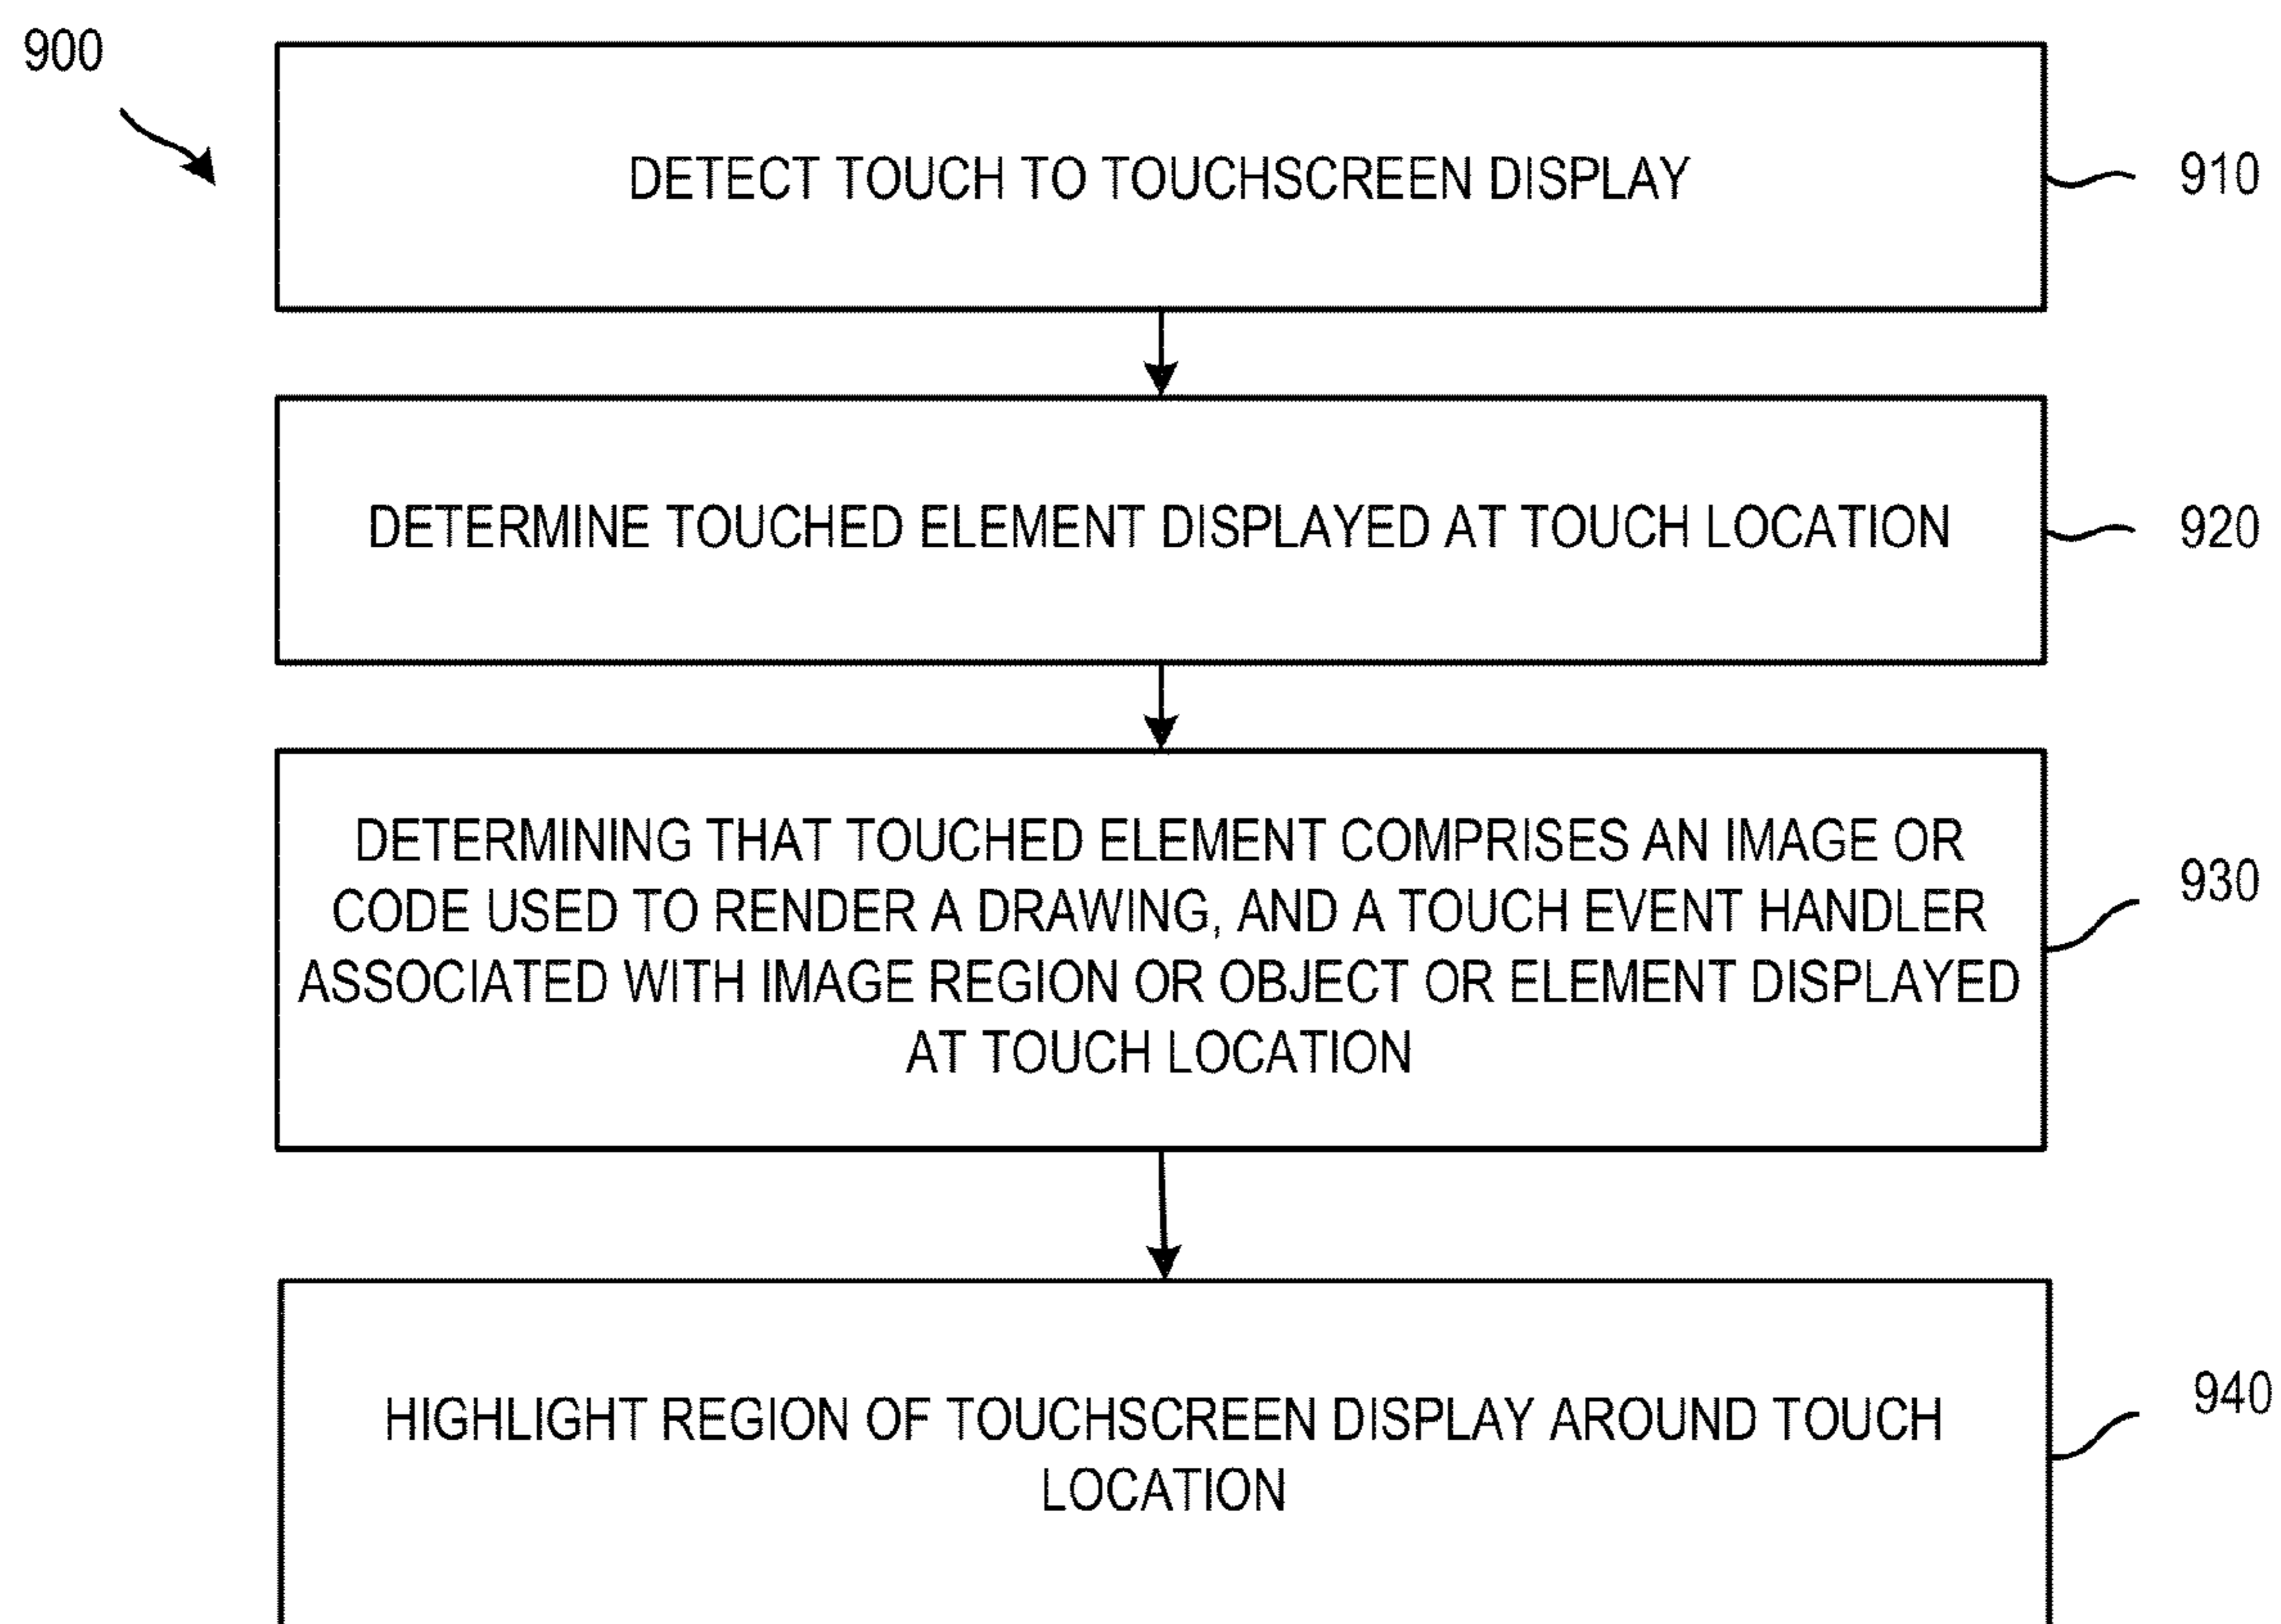 900
DETECT TOUCH TO TOUCHSCREEN DISPLAY
910
DETERMINE TOUCHED ELEMENT DISPLAYED AT TOUCH LOCATION
920
DETERMINING THAT TOUCHED ELEMENT COMPRISES AN IMAGE OR
CODE USED TO RENDER A DRAWING, AND A TOUCH EVENT HANDLER
ASSOCIATED WITH IMAGE REGION OR OBJECT OR ELEMENT DISPLAYED
AT TOUCH LOCATION
930
HIGHLIGHT REGION OF TOUCHSCREEN DISPLAY AROUND TOUCH
LOCATION
940